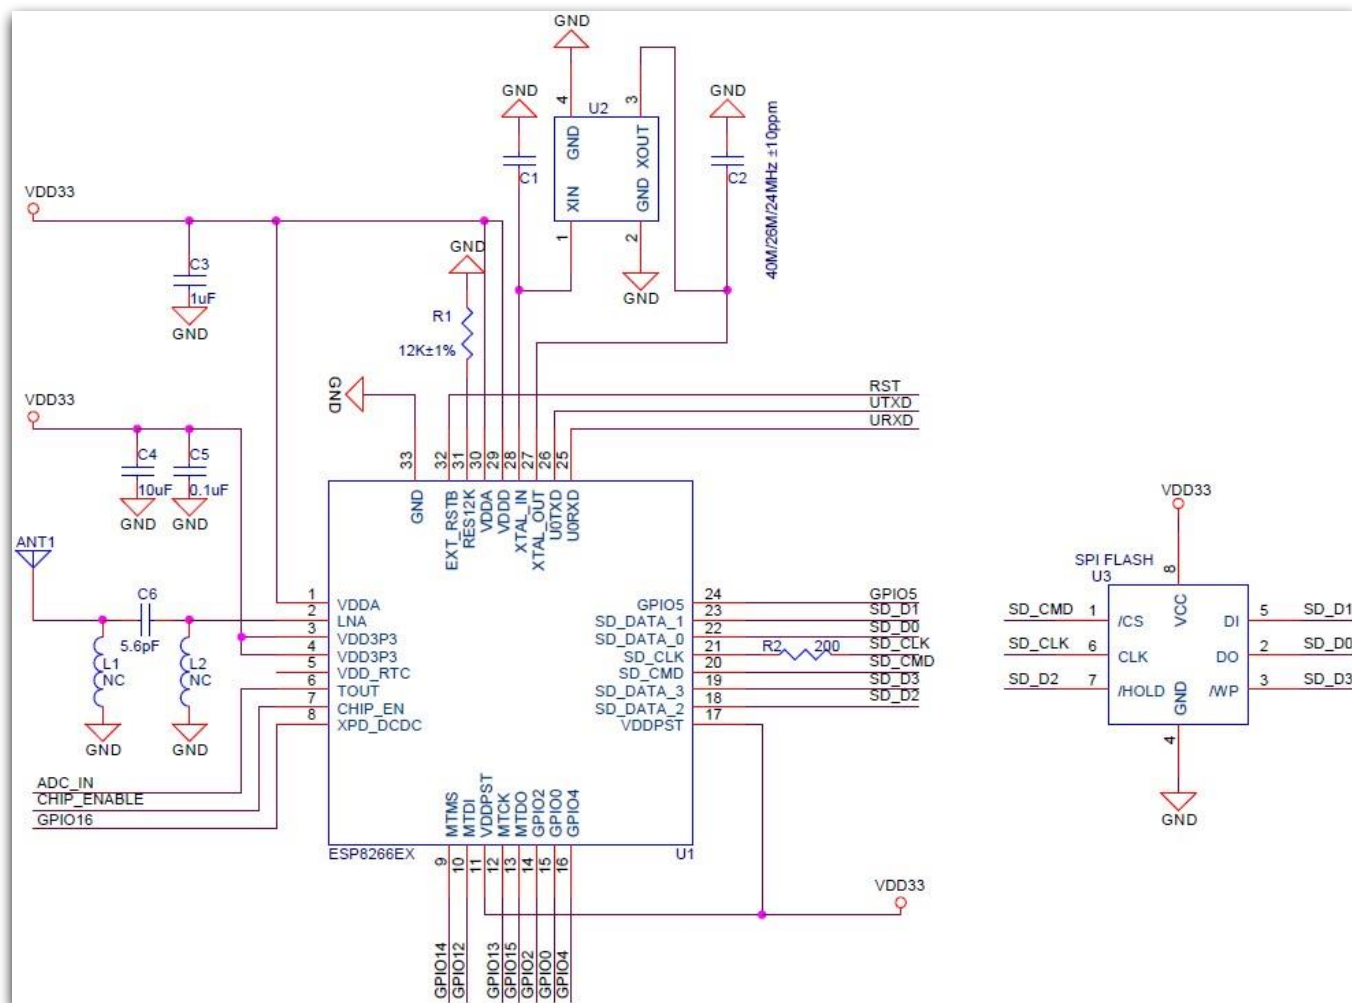 GND
4
3
GND
U2
GND
GND
XOUT
C1
XIN
GND
C2
40M/26M/24MHz ±10ppm
1
2
GND
VDD33
C3
1uF
GND
GND
R1
12K±1%
GND
VDD33
C4
10uF
GND
C5
0.1uF
GND
RST
UTXD
URXD
33
32
31
30
29
28
27
26
25
GND
EXT_RSTB
RES12K
VDDA
VDDD
XTAL_IN
XTAL_OUT
U0TXD
U0RXD
ANT1
C6
5.6pF
L1
NC
GND
L2
NC
GND
1 VDDA
2 LNA
3 VDD3P3
4 VDD3P3
5 VDD_RTC
6 TOUT
7 CHIP_EN
8 XPD_DCDC
ADC_IN
CHIP_ENABLE
GPIO16
GPIO5 24 GPIO5
SD_DATA_1 23 SD_D1
SD_DATA_0 22 SD_D0
SD_CLK 21 R2 200 SD_CLK
SD_CMD 20 SD_CMD
SD_DATA_3 19 SD_D3
SD_DATA_2 18 SD_D2
VDDPST 17
MTMS
MTDI
VDDPST
MTCK
MTDO
GPIO2
GPIO0
GPIO4
ESP8266EX
U1
9
10
11
12
13
14
15
16
GPIO14
GPIO12
GPIO13
GPIO15
GPIO2
GPIO0
GPIO4
VDD33
VDD33
SPI FLASH
U3
8
VCC
SD_CMD 1 /CS
DI 5 SD_D1
SD_CLK 6 CLK
DO 2 SD_D0
SD_D2 7 /HOLD
/WP 3 SD_D3
GND
4
GND